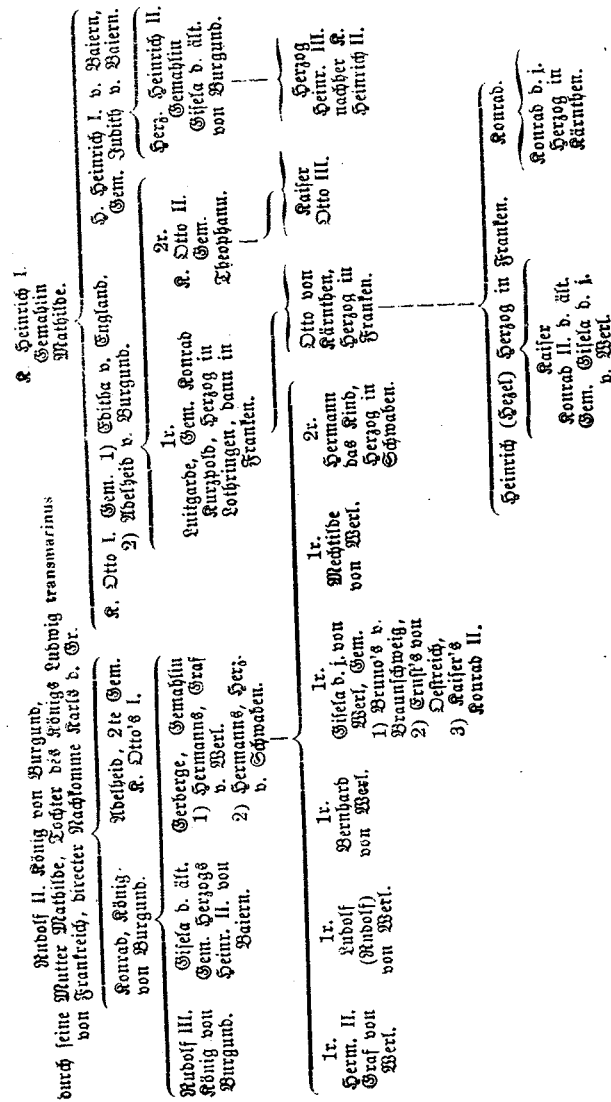 Rudolf II. König von Burgund,
durch seine Mutter Mathilde, Tochter des Königs Ludwig transmarinus
von Frankreich, directer Nachkomme Karls d. Gr.
Konrad, König
von Burgund.
Adelheid, 2te Gem.
K. Otto's I.
Rudolf III.
König von
Burgund.
Gisela d. ält.
Gem. Herzogs
Heinr. II. von
Baiern.
Gerberge, Gemahlin
1) Hermanns, Graf
v. Werl.
2) Hermanns, Herz.
v. Schwaben.
1r.
Herm. II.
Graf von
Werl.
1r.
Ludolf
(Rudolf)
von Werl.
1r.
Bernhard
von Werl.
1r.
Gisela d. j. von
Werl, Gem.
1) Bruno's v.
Braunschweig,
2) Ernst's von
Oestreich,
3) Kaiser's
Konrad II.
1r.
Mechtilde
von Werl.
2r.
Hermann
das Kind,
Herzog in
Schwaben.
K. Heinrich I.
Gemahlin
Mathilde.
K. Otto I. Gem. 1) Editha v. England.
2) Adelheid v. Burgund.
H. Heinrich I. v. Baiern,
Gem. Judith v. Baiern.
1r.
Luitgarde, Gem. Konrad
Kurzpold, Herzog in
Lothringen, dann in
Franken.
2r.
K. Otto II.
Gem.
Theophanu.
Herz. Heinrich II.
Gemahlin
Gisela d. ält.
von Burgund.
Otto von
Kärnthen,
Herzog in
Franken.
Kaiser
Otto III.
Herzog
Heinr. III.
nachher K.
Heinrich II.
Heinrich (Hezel) Herzog in Franken.
Konrad.
Kaiser
Konrad II. d. ält.
Gem. Gisela d. j.
v. Werl.
Konrad d. j.
Herzog in
Kärnthen.